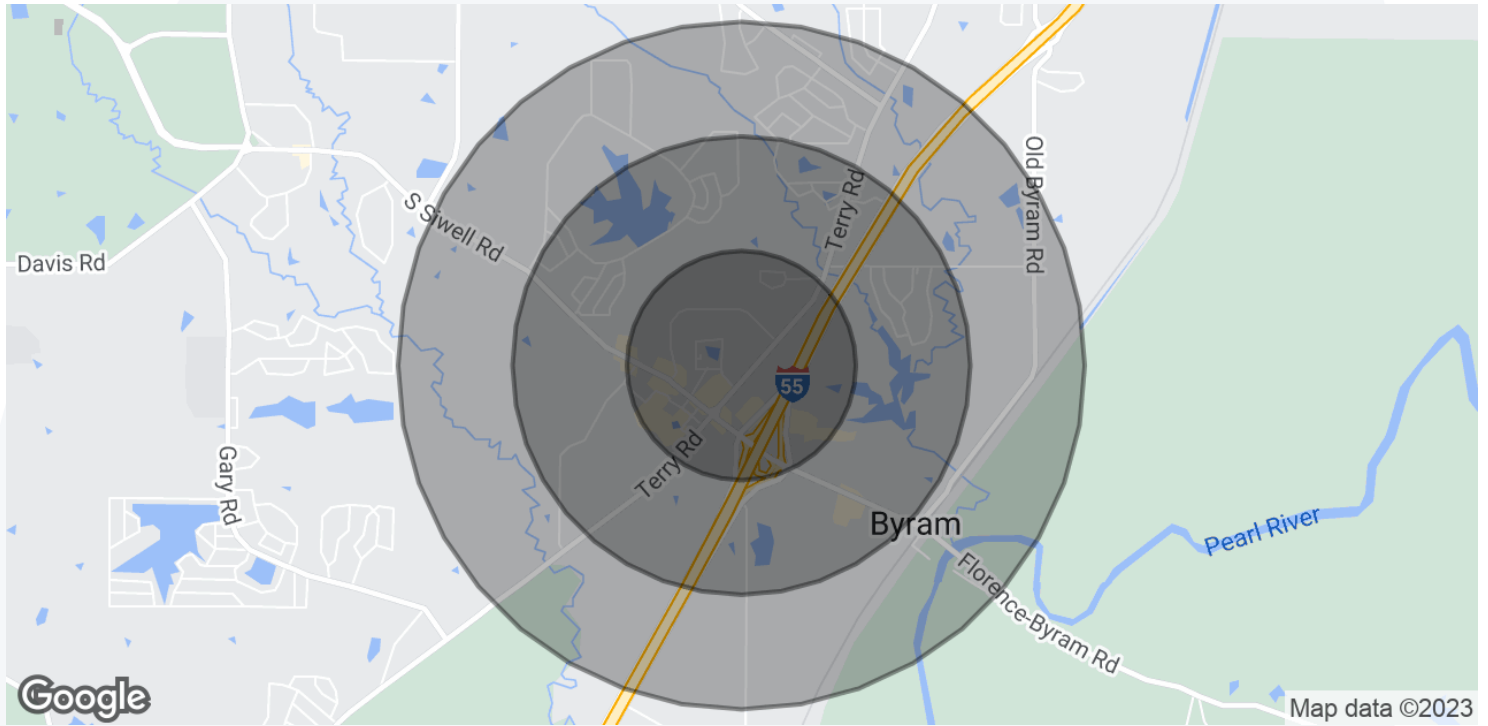 Old Byram Rd
Terry Rd
S Siwell Rd
Davis Rd
55
Terry Rd
Gary Rd
Byram
Pearl River
Florence-Byram Rd
Google
Map data ©2023